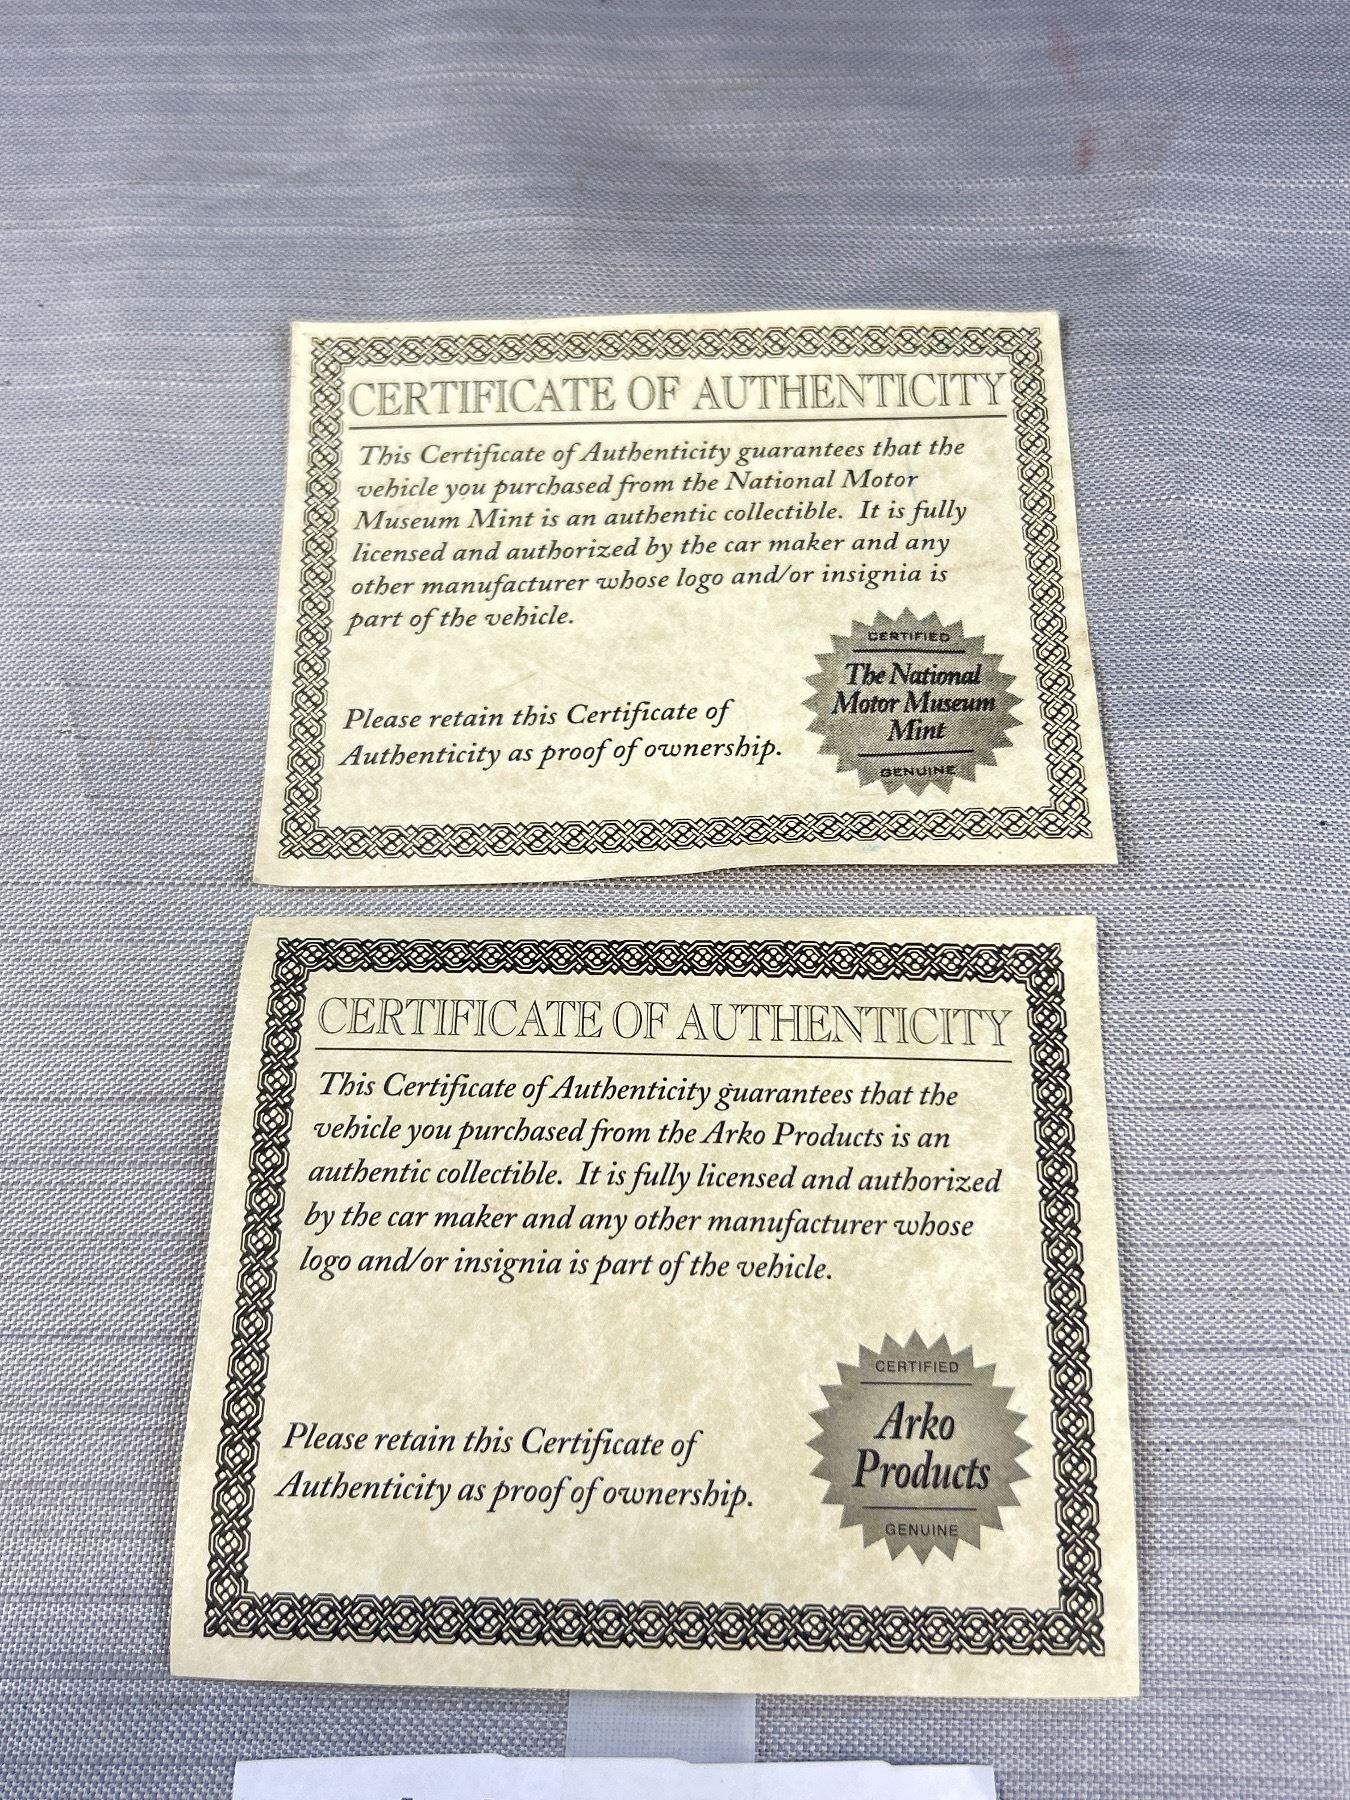 CERTIFICATE OF AUTHENTICITY
This Certificate of Authenticity guarantees that the
vehicle you purchased from the National Motor
Museum Mint is an authentic collectible. It is fully
licensed and authorized by the car maker and any
other manufacturer whose logo and/or insignia is
part of the vehicle.
Please retain this Certificate of
Authenticity as proof of ownership.
CERTIFIED
The National
Motor Museum
Mint
GENUINE
CERTIFICATE OF AUTHENTICITY
This Certificate of Authenticity guarantees that the
vehicle you purchased from the Arko Products is an
authentic collectible. It is fully licensed and authorized
by the car maker and any other manufacturer whose
logo and/or insignia is part of the vehicle.
Please retain this Certificate of
Authenticity as proof of ownership.
CERTIFIED
Arko
Products
GENUINE